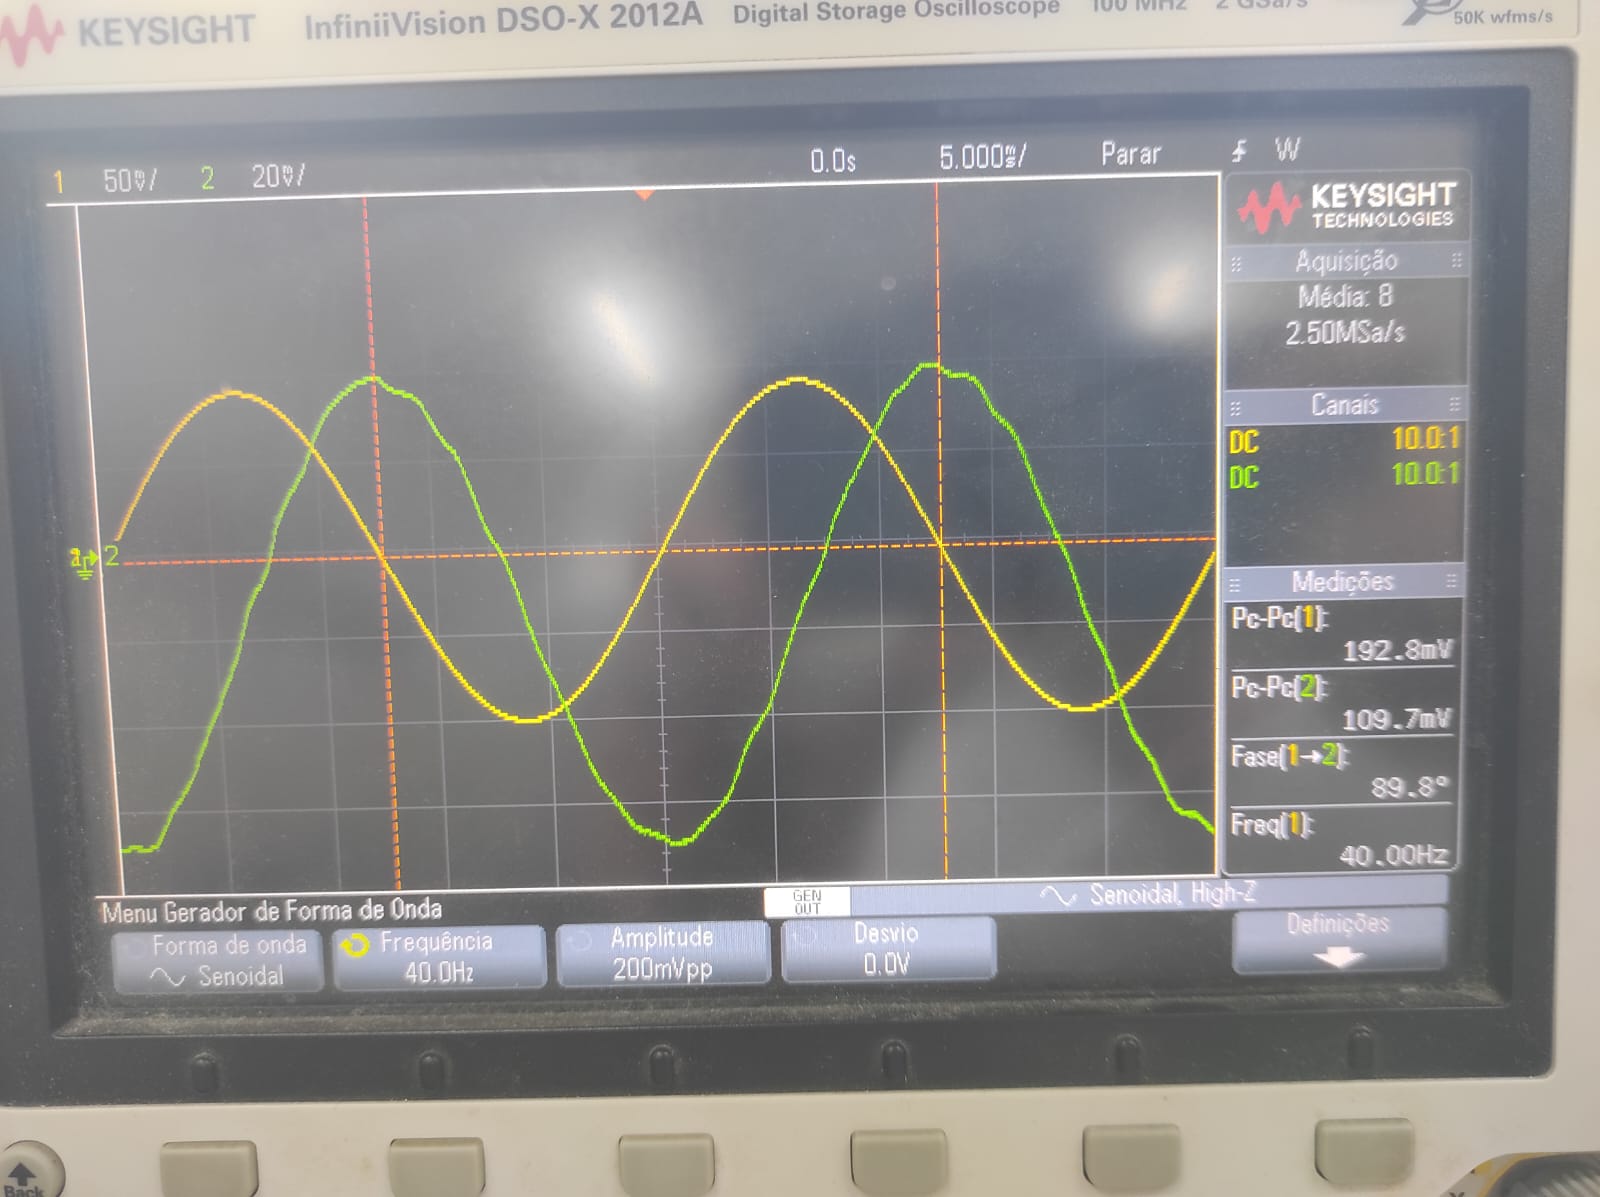 KEYSIGHT InfiniiVision DSO-X 2012A Digital Storage Oscilloscope 100 MHz 2 GSa/s
50K wfms/s
1 50mV/ 2 20mV/ 0.0s 5.000ms/ Parar W
KEYSIGHT
TECHNOLOGIES
Aquisição
Média: 8
2.50MSa/s
Canais
DC 10.0:1
DC 10.0:1
2
Medições
Pc-Pc(1):
192.8mV
Pc-Pc(2):
109.7mV
Fase(1→2):
89.8°
Freq(1):
40.00Hz
Menu Gerador de Forma de Onda
GEN
OUT
Senoidal, High-Z
Forma de onda
Senoidal
Frequência
40.0Hz
Amplitude
200mVpp
Desvio
0.0V
Definições
Back